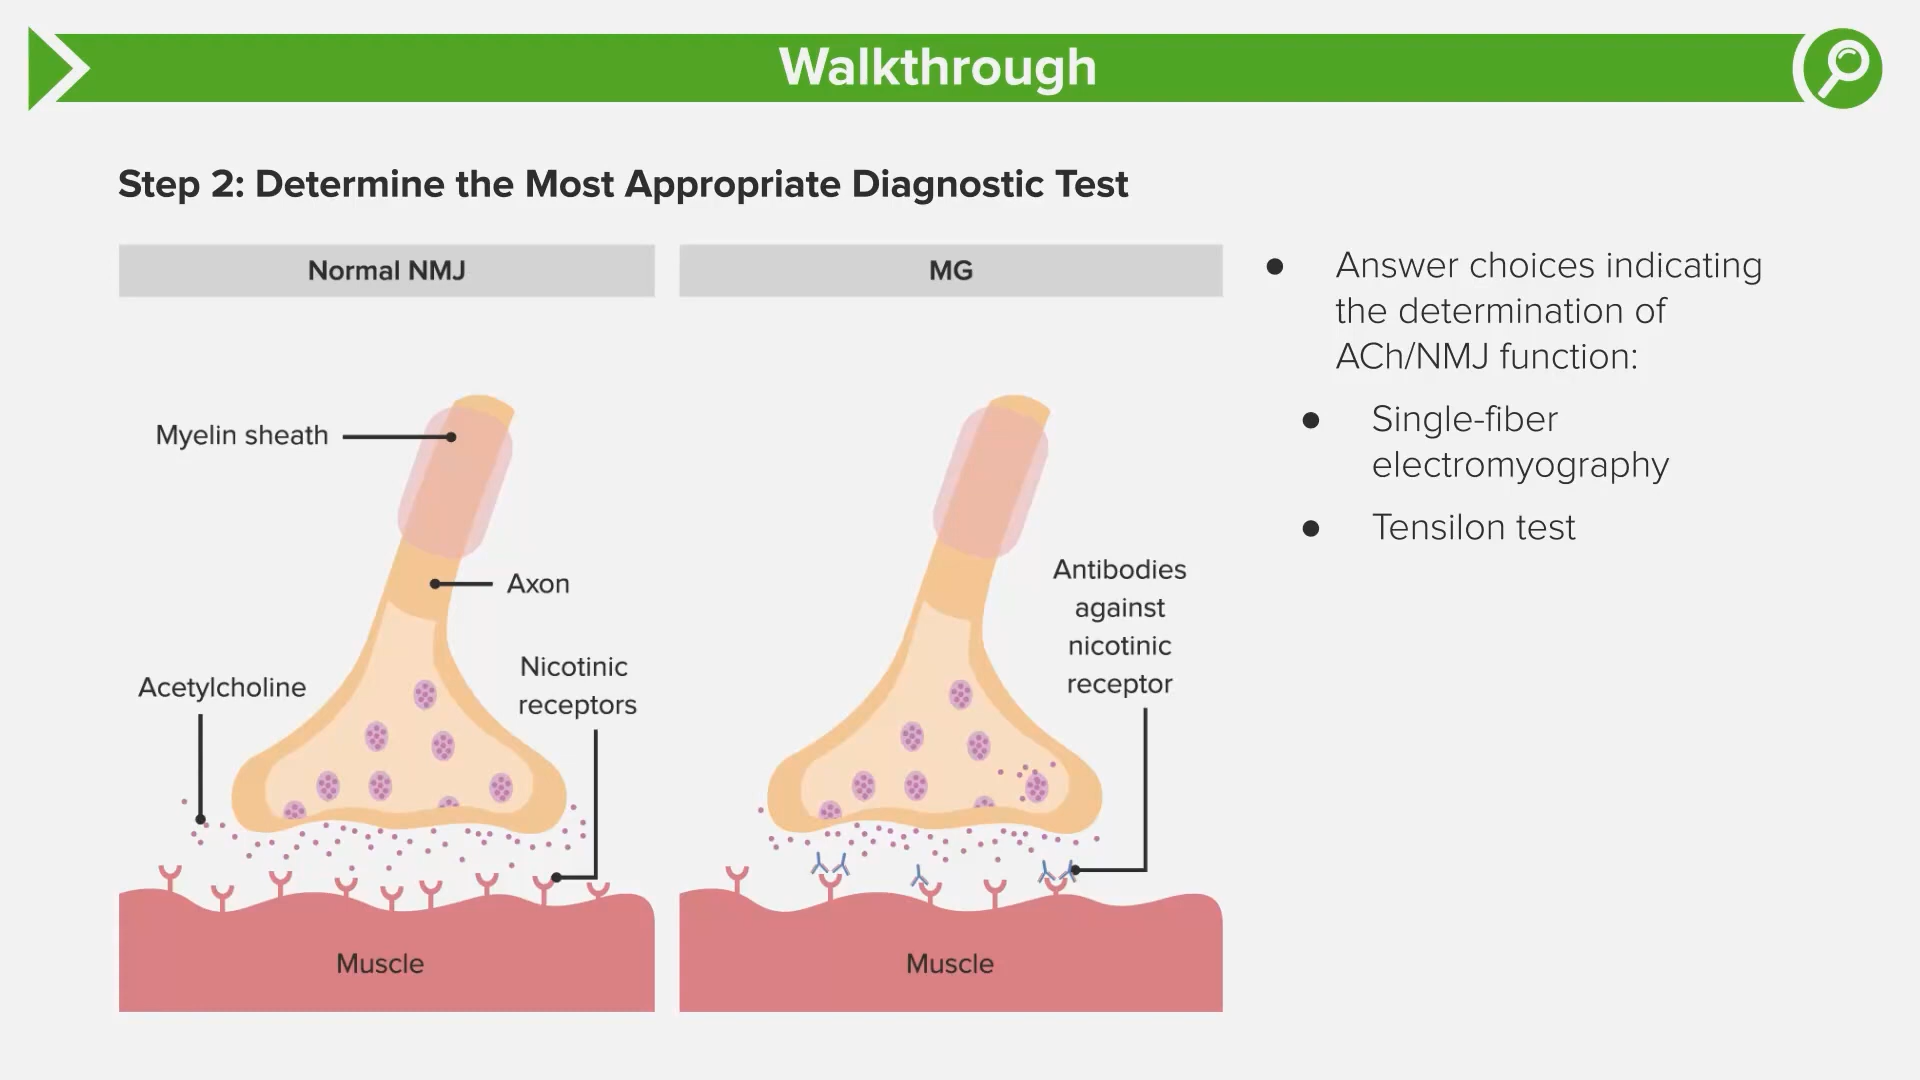 Walkthrough
Step 2: Determine the Most Appropriate Diagnostic Test
Normal NMJ
MG
Myelin sheath
Axon
Acetylcholine
Nicotinic
receptors
Muscle
Antibodies
against
nicotinic
receptor
Muscle
● Answer choices indicating
the determination of
ACh/NMJ function:
● Single-fiber
electromyography
● Tensilon test